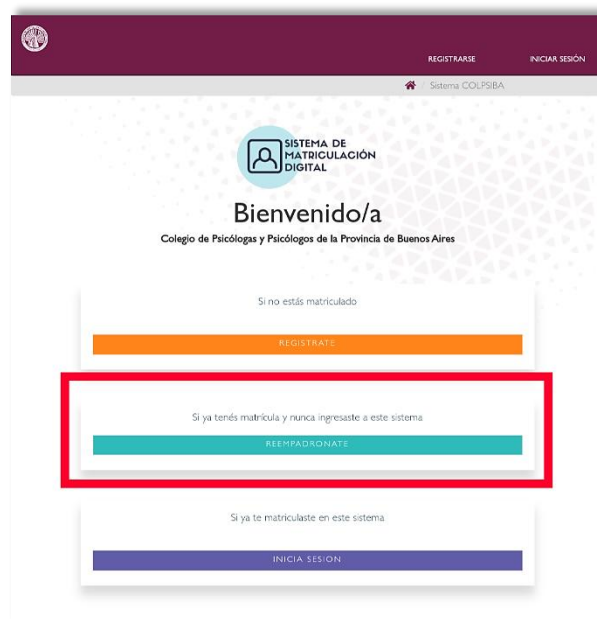 REGISTRARSE
INICIAR SESIÓN
/ Sistema COLPSIBA
SISTEMA DE
MATRICULACIÓN
DIGITAL
Bienvenido/a
Colegio de Psicólogas y Psicólogos de la Provincia de Buenos Aires
Si no estás matriculado
REGISTRATE
Si ya tenés matrícula y nunca ingresaste a este sistema
REEMPADRONATE
Si ya te matriculaste en este sistema
INICIA SESION